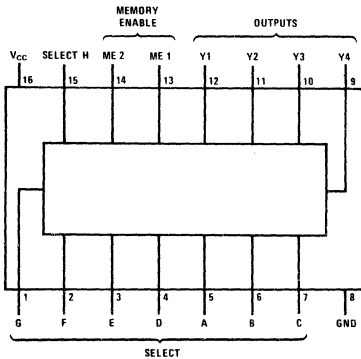 MEMORY
ENABLE OUTPUTS
VCC SELECT H ME 2 ME 1 Y1 Y2 Y3 Y4
16 15 14 13 12 11 10 9
1 2 3 4 5 6 7 8
G F E D A B C GND
SELECT